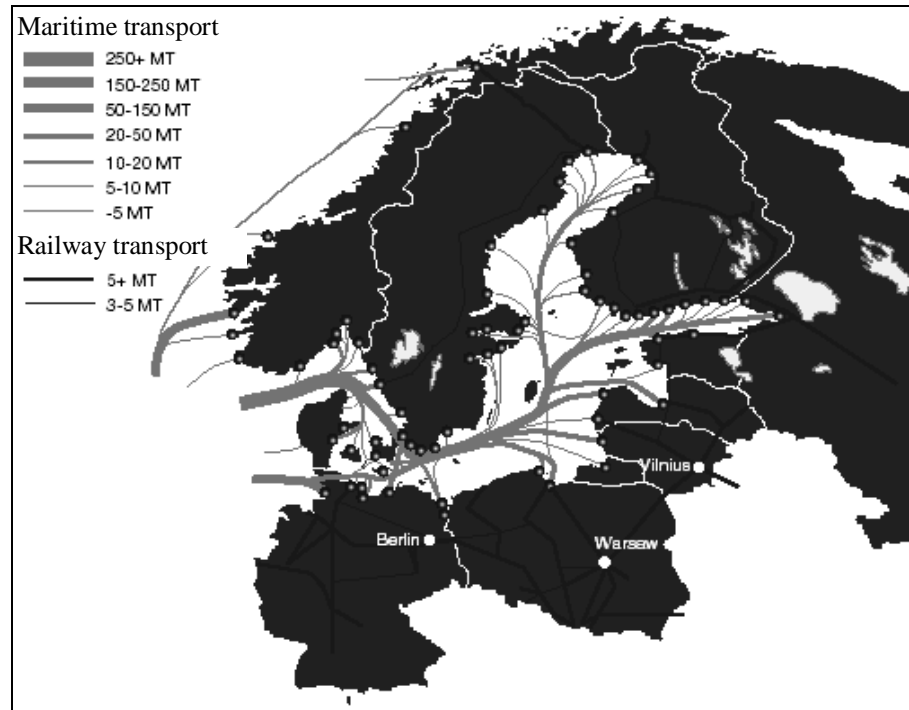 Maritime transport
250+ MT
150-250 MT
50-150 MT
20-50 MT
10-20 MT
5-10 MT
-5 MT
Railway transport
5+ MT
3-5 MT
Vilnius
Berlin
Warsaw